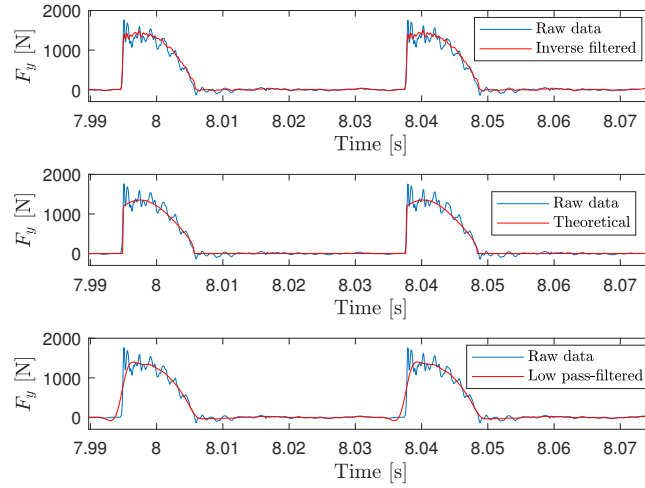 2000
1000
0
F_y [N]
Raw data
Inverse filtered
7.99 8 8.01 8.02 8.03 8.04 8.05 8.06 8.07
Time [s]
2000
1000
0
F_y [N]
Raw data
Theoretical
7.99 8 8.01 8.02 8.03 8.04 8.05 8.06 8.07
Time [s]
2000
1000
0
F_y [N]
Raw data
Low pass-filtered
7.99 8 8.01 8.02 8.03 8.04 8.05 8.06 8.07
Time [s]